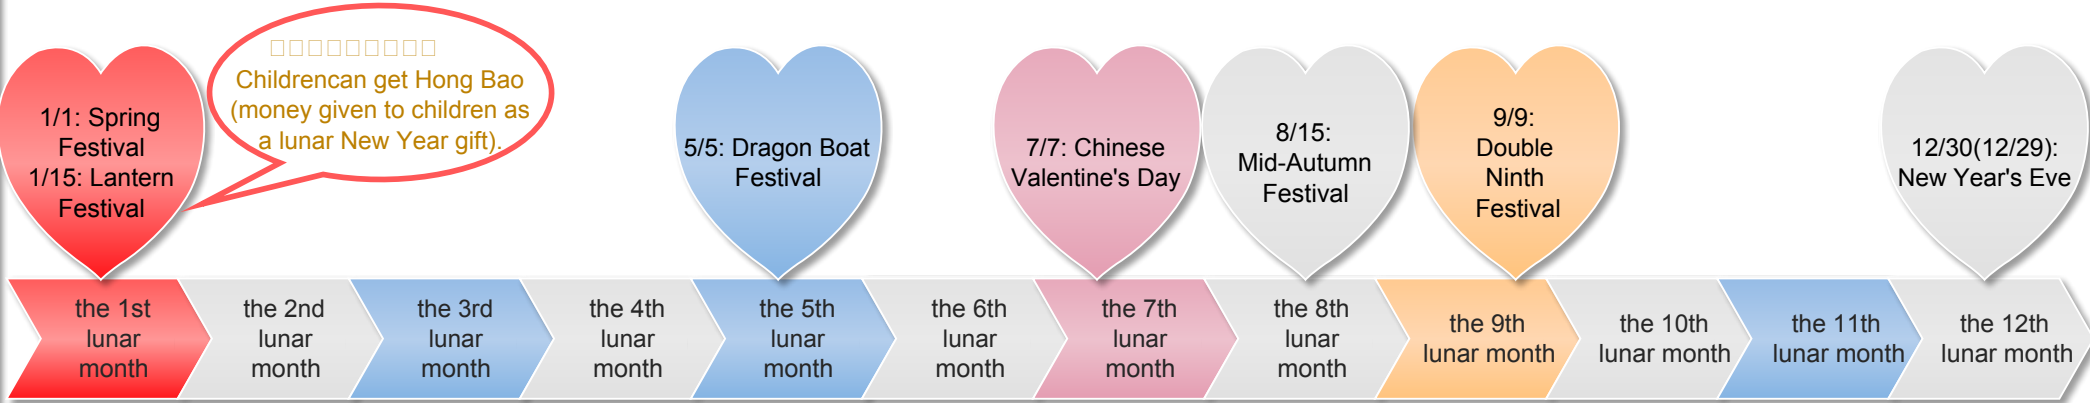 1/1: Spring
Festival
1/15: Lantern
Festival
Childrencan get Hong Bao
(money given to children as
a lunar New Year gift).
5/5: Dragon Boat
Festival
7/7: Chinese
Valentine's Day
8/15:
Mid-Autumn
Festival
9/9:
Double
Ninth
Festival
12/30(12/29):
New Year's Eve
the 1st
lunar
month
the 2nd
lunar
month
the 3rd
lunar
month
the 4th
lunar
month
the 5th
lunar
month
the 6th
lunar
month
the 7th
lunar
month
the 8th
lunar
month
the 9th
lunar month
the 10th
lunar month
the 11th
lunar month
the 12th
lunar month